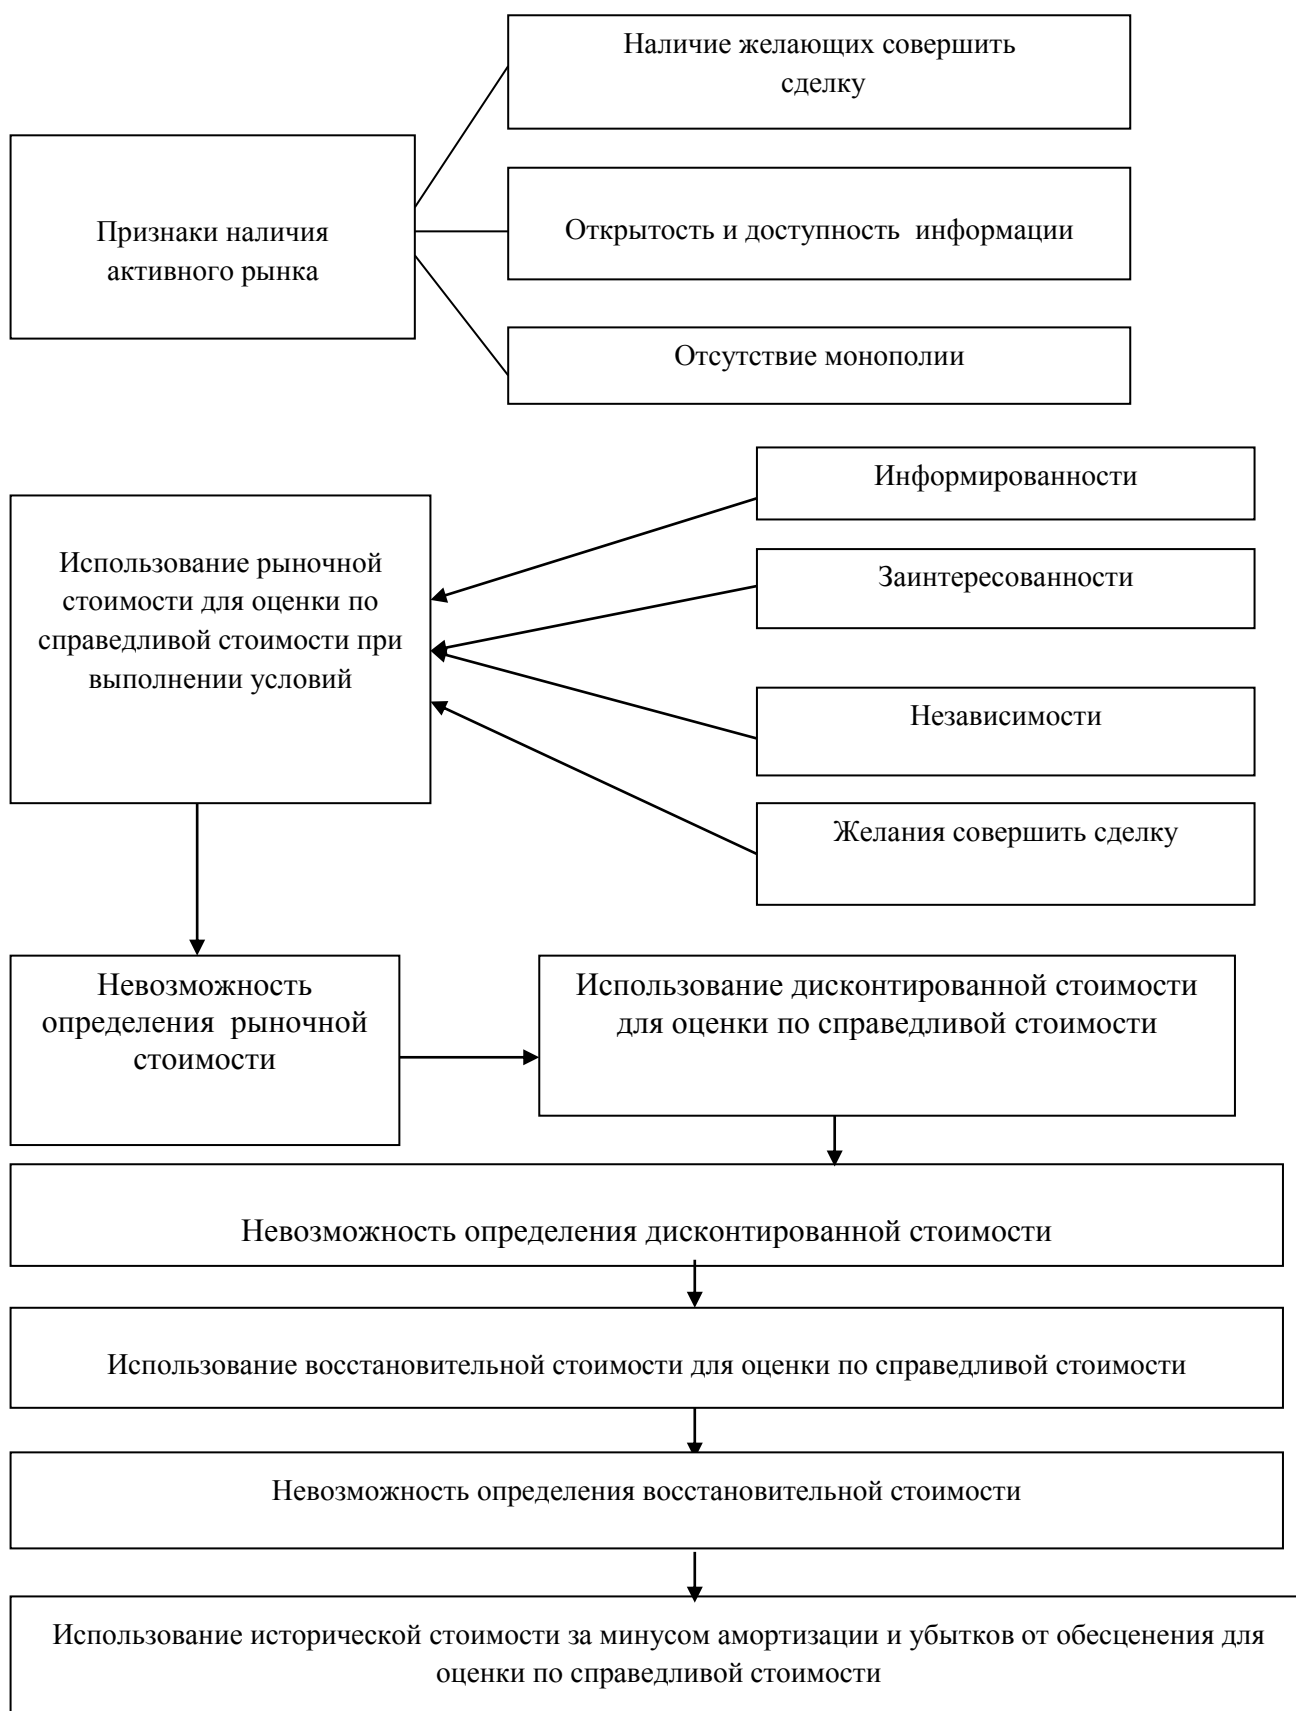 Наличие желающих совершить
сделку
Признаки наличия
активного рынка
Открытость и доступность информации
Отсутствие монополии
Информированности
Использование рыночной
стоимости для оценки по
справедливой стоимости при
выполнении условий
Заинтересованности
Независимости
Желания совершить сделку
Невозможность
определения рыночной
стоимости
Использование дисконтированной стоимости
для оценки по справедливой стоимости
Невозможность определения дисконтированной стоимости
Использование восстановительной стоимости для оценки по справедливой стоимости
Невозможность определения восстановительной стоимости
Использование исторической стоимости за минусом амортизации и убытков от обесценения для
оценки по справедливой стоимости